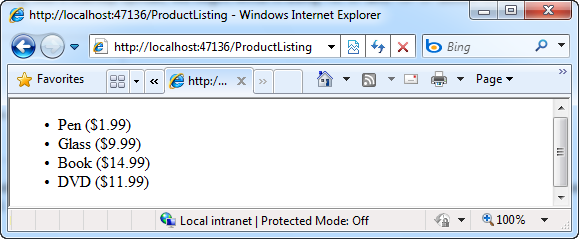 http://localhost:47136/ProductListing - Windows Internet Explorer
http://localhost:47136/ProductListing
Bing
Favorites
http:/...
Page
• Pen ($1.99)
• Glass ($9.99)
• Book ($14.99)
• DVD ($11.99)
Local intranet | Protected Mode: Off
100%